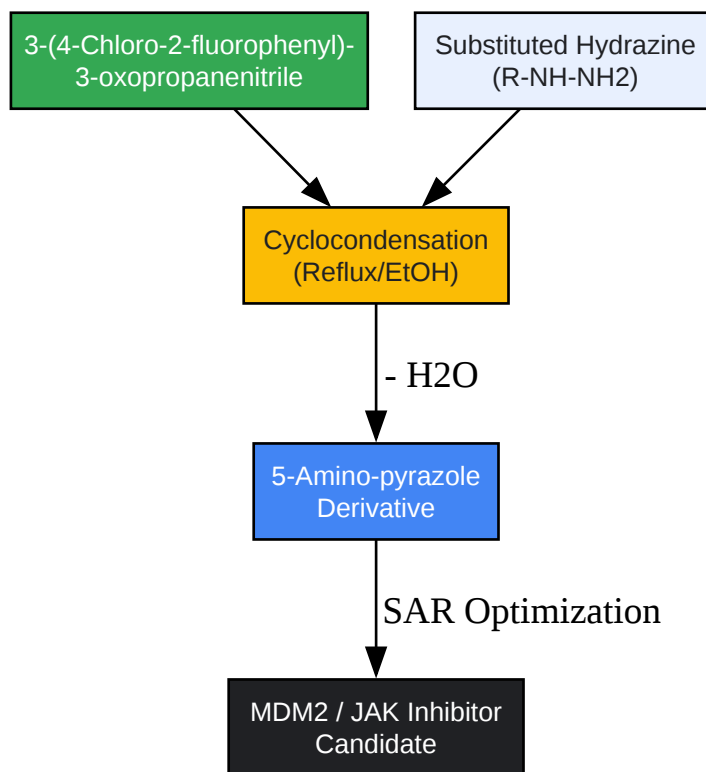 3-(4-Chloro-2-fluorophenyl)-
3-oxopropanenitrile
Substituted Hydrazine
(R-NH-NH2)
Cyclocondensation
(Reflux/EtOH)
- H2O
5-Amino-pyrazole
Derivative
SAR Optimization
MDM2 / JAK Inhibitor
Candidate